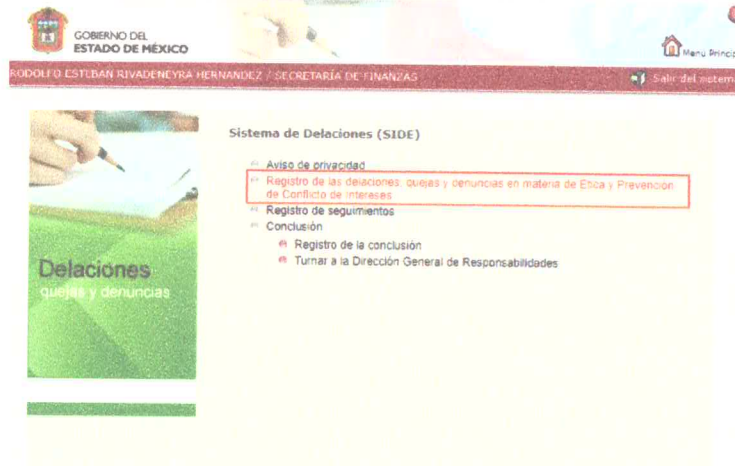 GOBIERNO DEL
ESTADO DE MÉXICO
Menu Princip
RODOLFO ESTEBAN RIVADENEYRA HERNANDEZ / SECRETARÍA DE FINANZAS
Salir del sistema
Sistema de Delaciones (SIDE)
Aviso de privacidad
Registro de las delaciones, quejas y denuncias en materia de Ética y Prevención
de Conflicto de intereses
Registro de seguimientos
Conclusión
Registro de la conclusión
Turnar a la Dirección General de Responsabilidades
Delaciones
quejas y denuncias